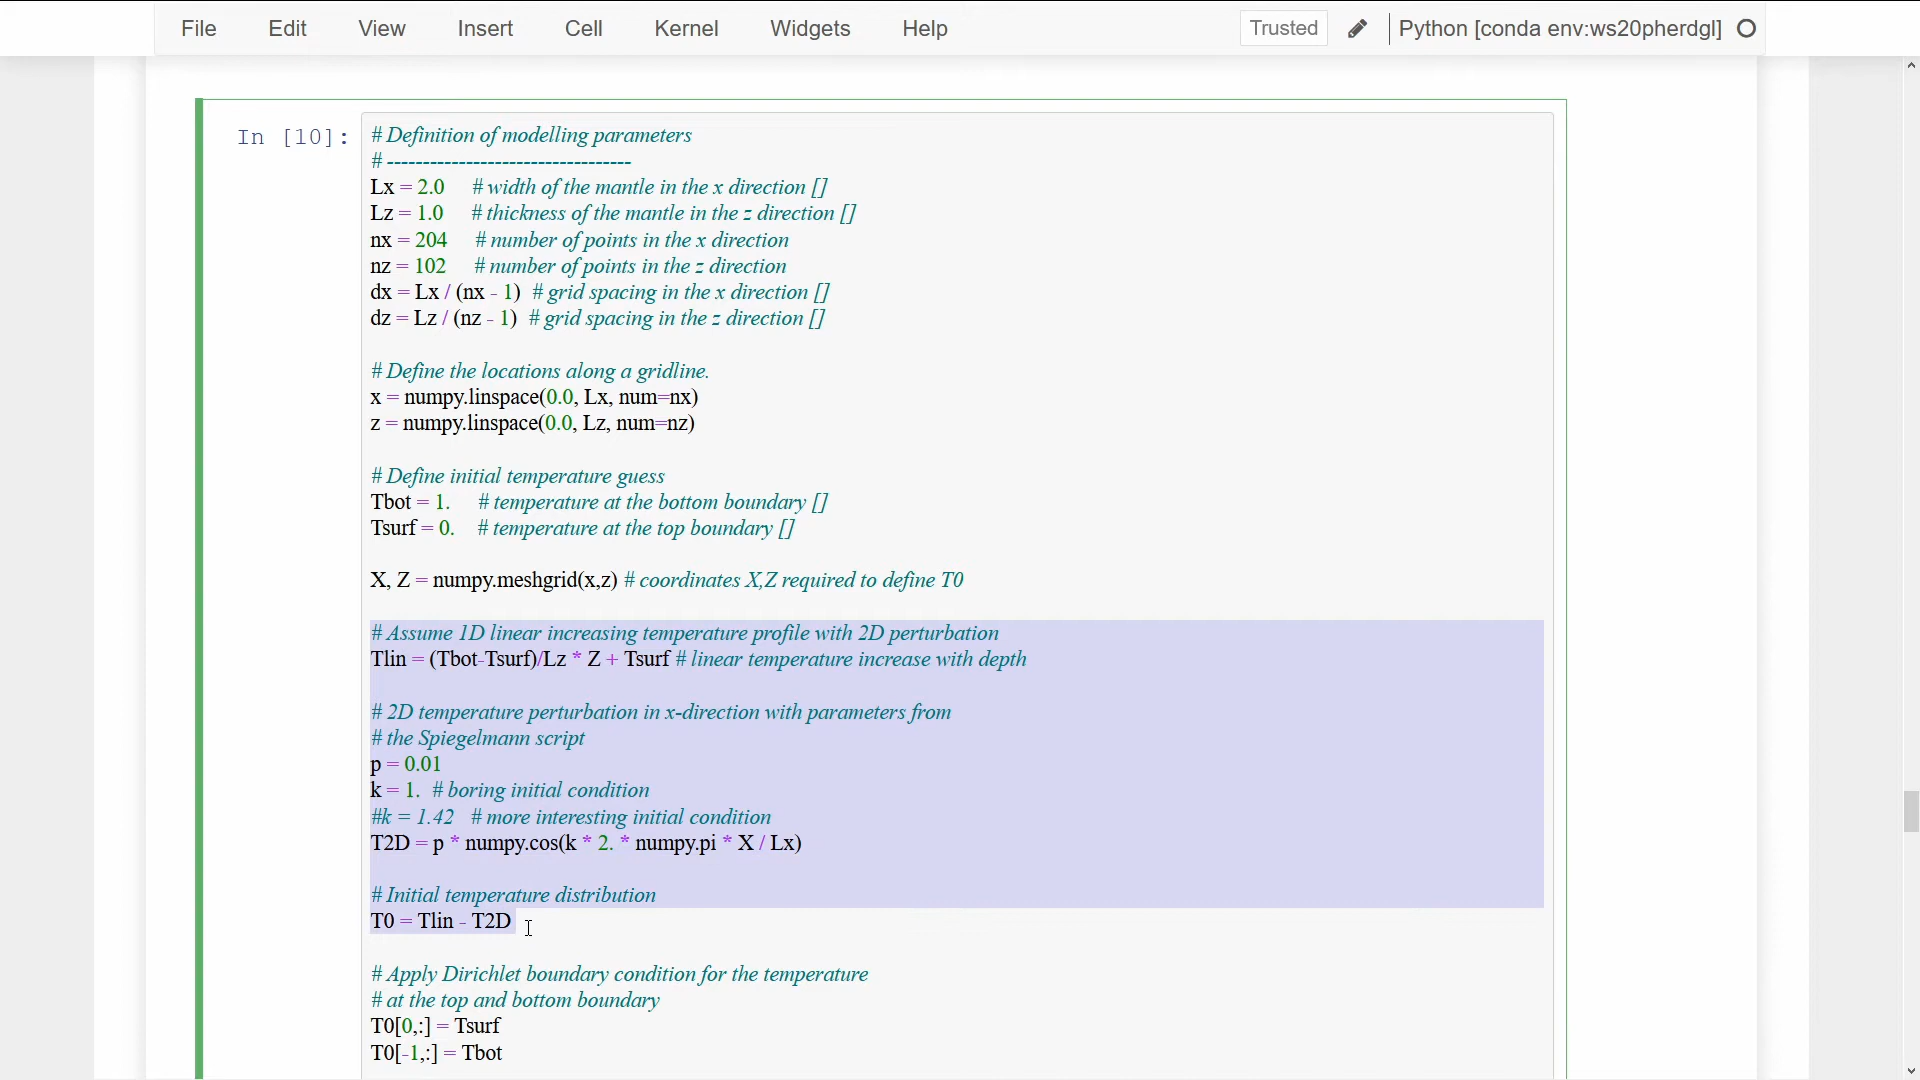 File Edit View Insert Cell Kernel Widgets Help Trusted Python [conda env:ws20pherdgl]
In [10]:
# Definition of modelling parameters
# ----------------------------------
Lx = 2.0 # width of the mantle in the x direction []
Lz = 1.0 # thickness of the mantle in the z direction []
nx = 204 # number of points in the x direction
nz = 102 # number of points in the z direction
dx = Lx / (nx - 1) # grid spacing in the x direction []
dz = Lz / (nz - 1) # grid spacing in the z direction []
# Define the locations along a gridline.
x = numpy.linspace(0.0, Lx, num=nx)
z = numpy.linspace(0.0, Lz, num=nz)
# Define initial temperature guess
Tbot = 1. # temperature at the bottom boundary []
Tsurf = 0. # temperature at the top boundary []
X, Z = numpy.meshgrid(x,z) # coordinates X,Z required to define T0
# Assume 1D linear increasing temperature profile with 2D perturbation
Tlin = (Tbot-Tsurf)/Lz * Z + Tsurf # linear temperature increase with depth
# 2D temperature perturbation in x-direction with parameters from
# the Spiegelmann script
p = 0.01
k = 1. # boring initial condition
#k = 1.42 # more interesting initial condition
T2D = p * numpy.cos(k * 2. * numpy.pi * X / Lx)
# Initial temperature distribution
T0 = Tlin - T2D
# Apply Dirichlet boundary condition for the temperature
# at the top and bottom boundary
T0[0,:] = Tsurf
T0[-1,:] = Tbot